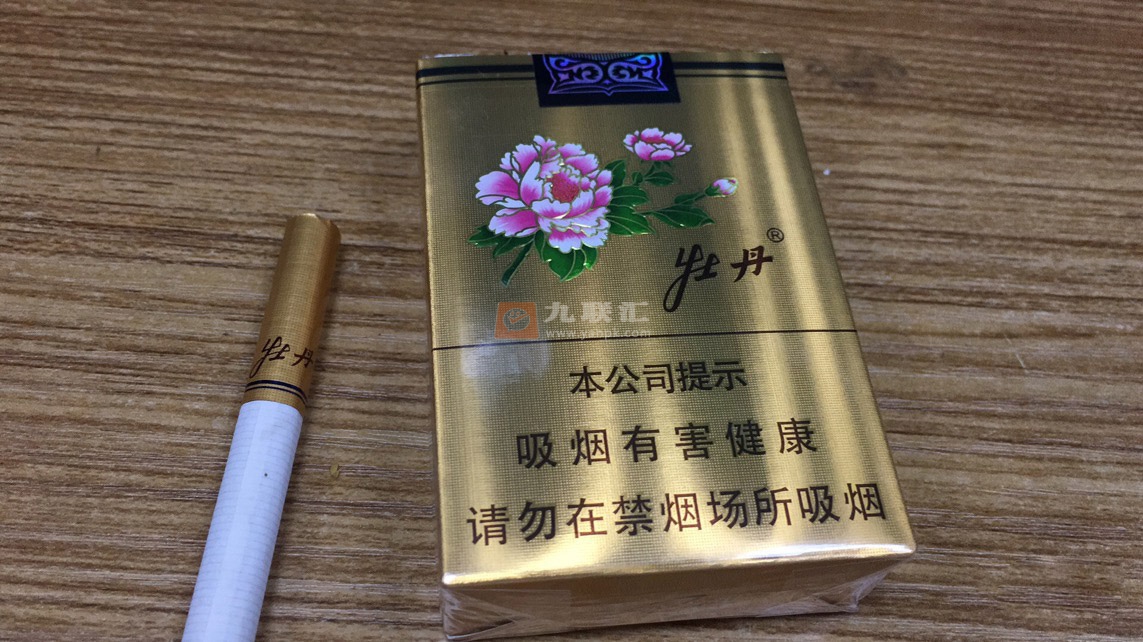 牡丹®
九联汇
本公司提示
吸烟有害健康
请勿在禁烟场所吸烟
牡丹